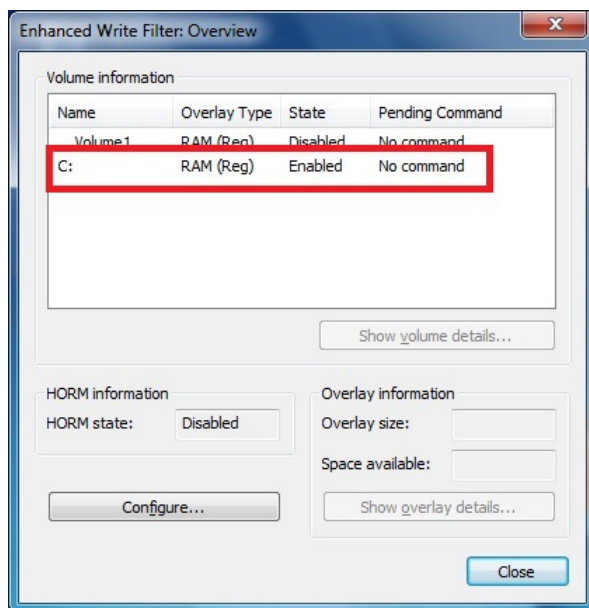 Enhanced Write Filter: Overview
Volume information
Name Overlay Type State Pending Command
Volume1 RAM (Reg) Disabled No command
C: RAM (Reg) Enabled No command
Show volume details...
HORM information
HORM state: Disabled
Overlay information
Overlay size:
Space available:
Configure...
Show overlay details...
Close